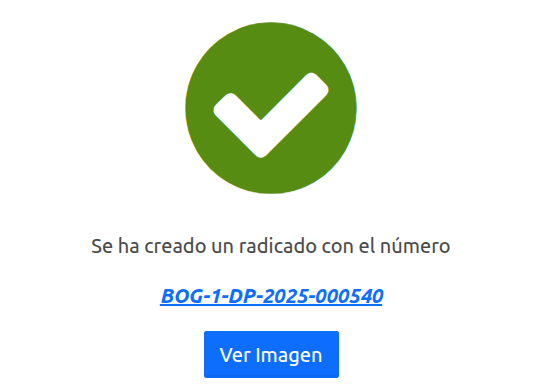 Se ha creado un radicado con el número
BOG-1-DP-2025-000540
Ver Imagen